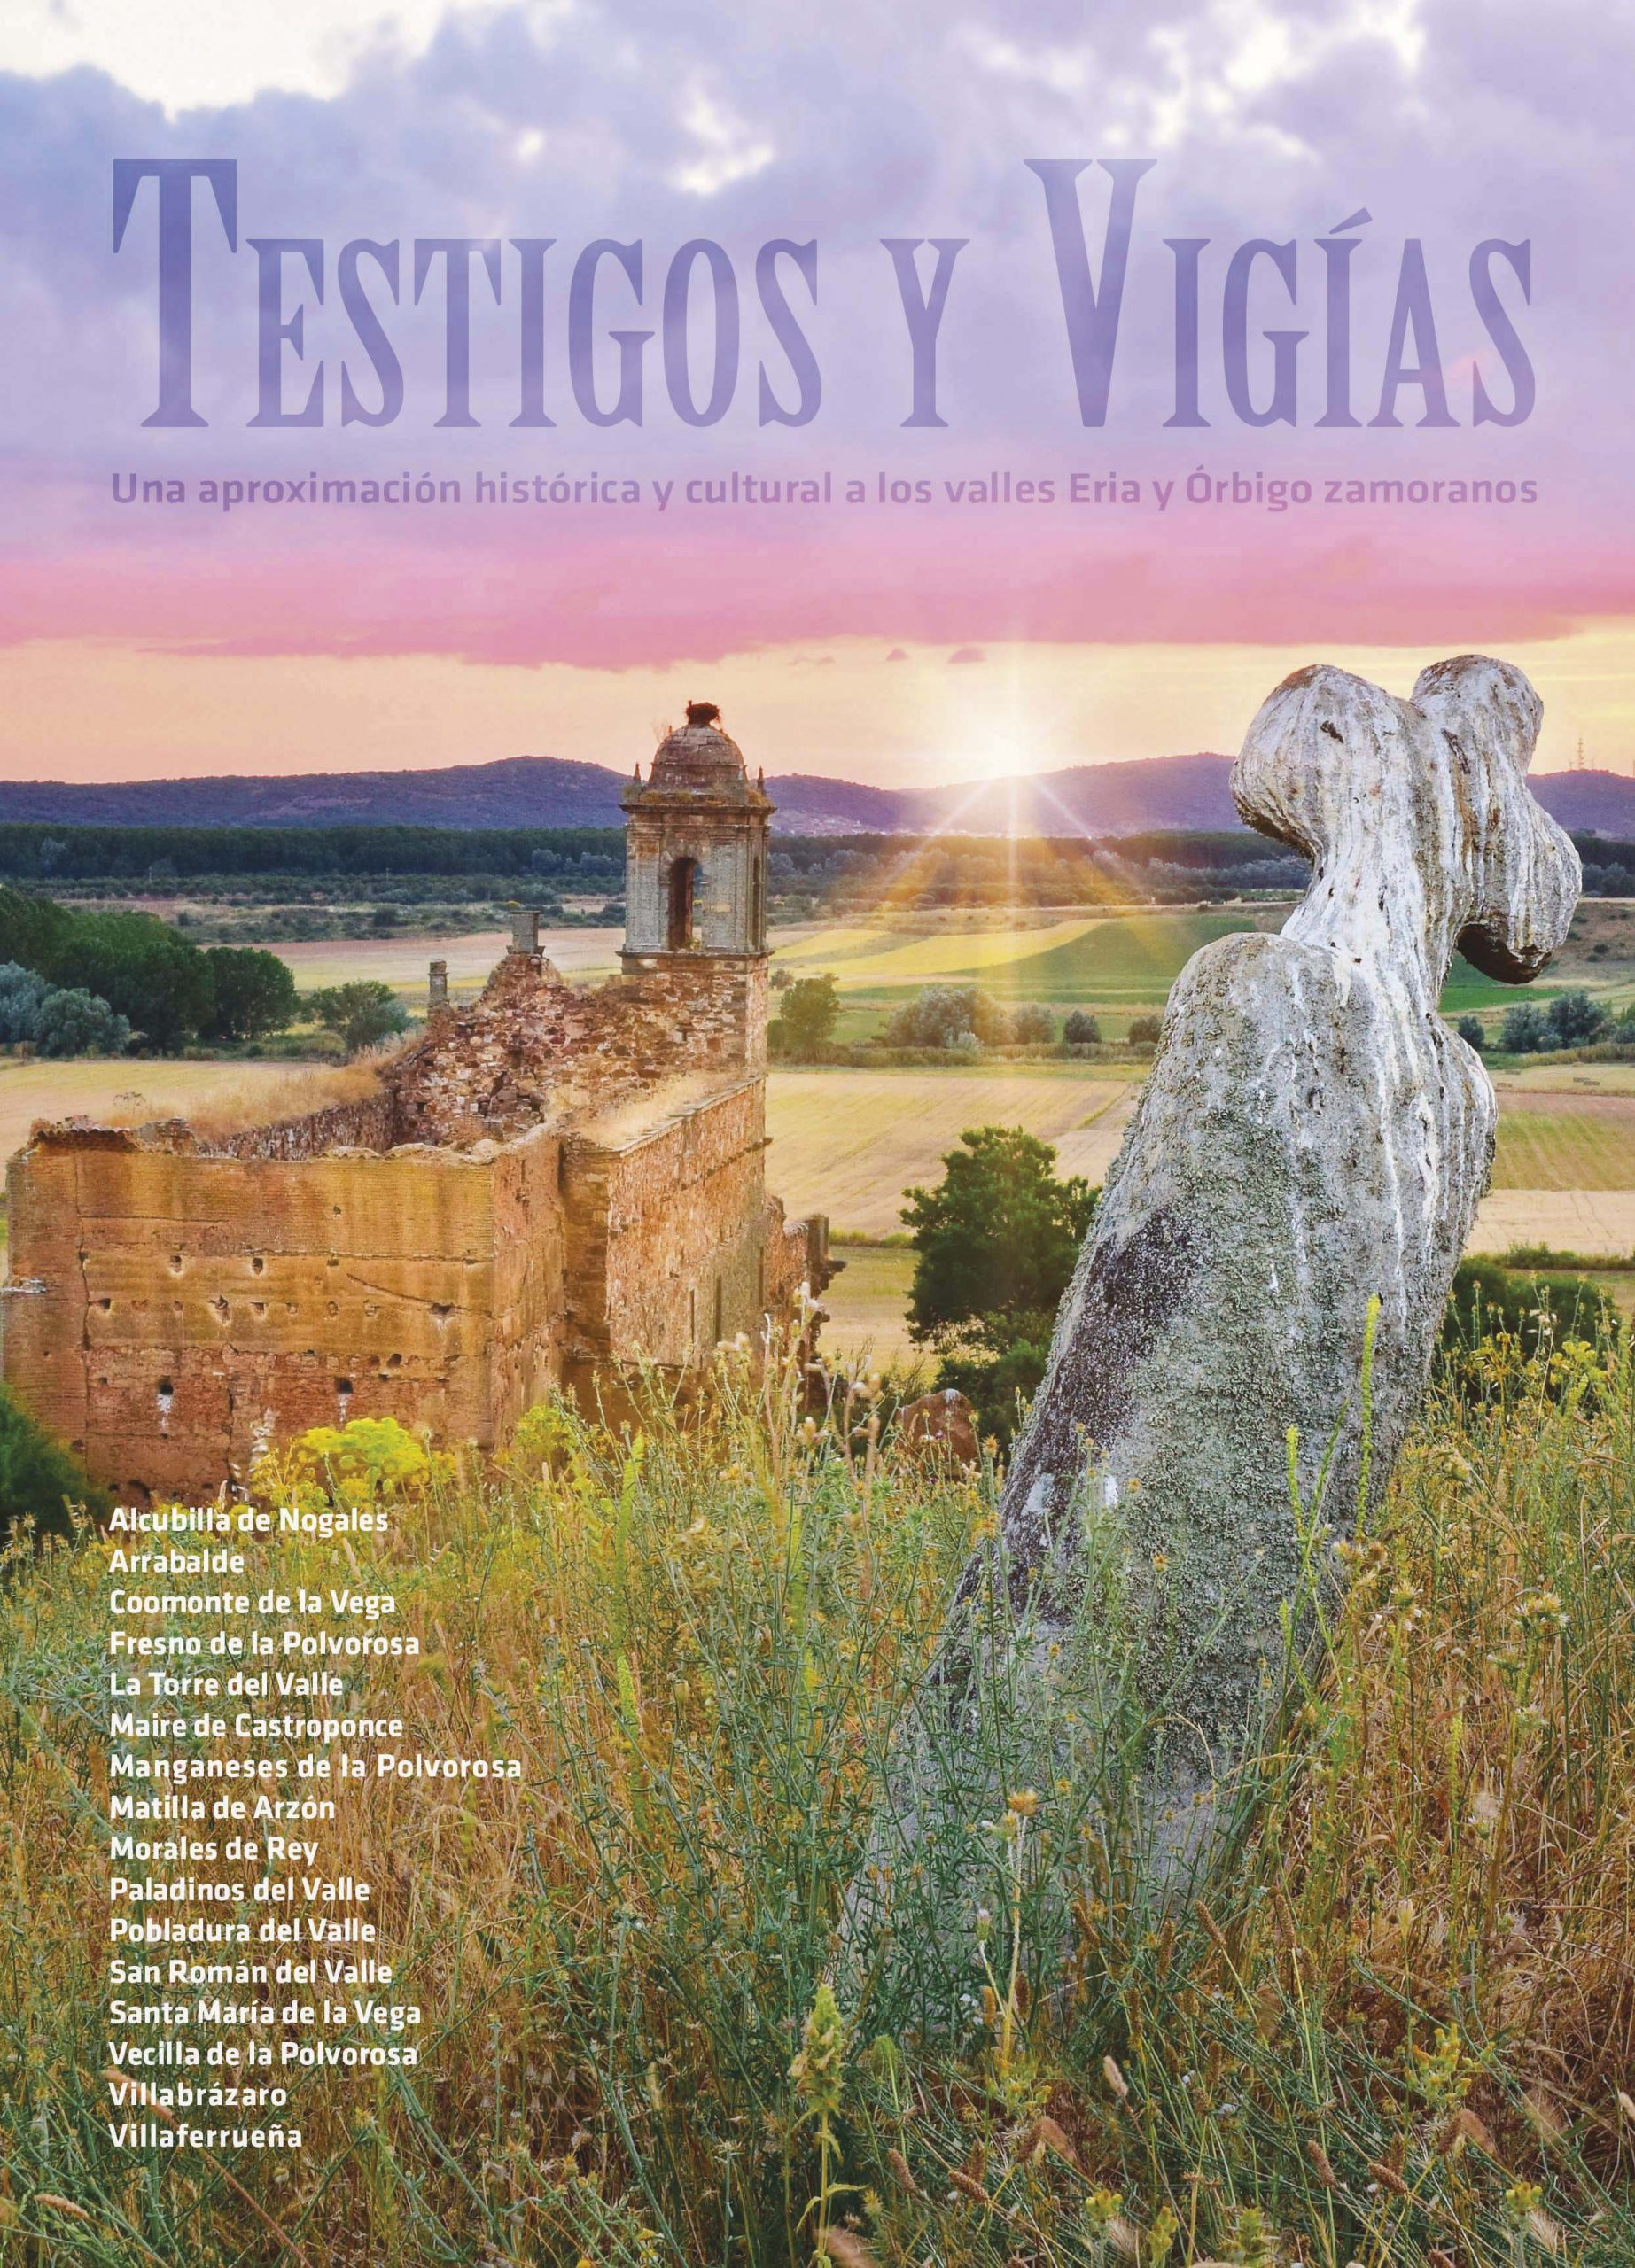 TESTIGOS Y VIGÍAS
Una aproximación histórica y cultural a los valles Eria y Órbigo zamoranos
Alcubilla de Nogales
Arrabalde
Coomonte de la Vega
Fresno de la Polvorosa
La Torre del Valle
Maire de Castroponce
Manganeses de la Polvorosa
Matilla de Arzón
Morales de Rey
Paladinos del Valle
Pobladura del Valle
San Román del Valle
Santa María de la Vega
Vecilla de la Polvorosa
Villabrázaro
Villaferrueña